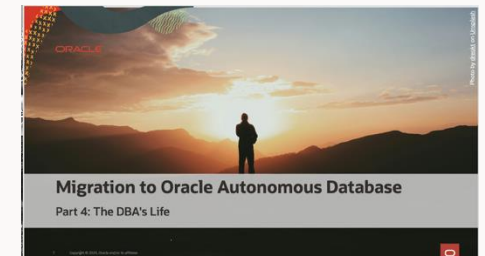 ORACLE
Migration to Oracle Autonomous Database
Part 4: The DBA's Life